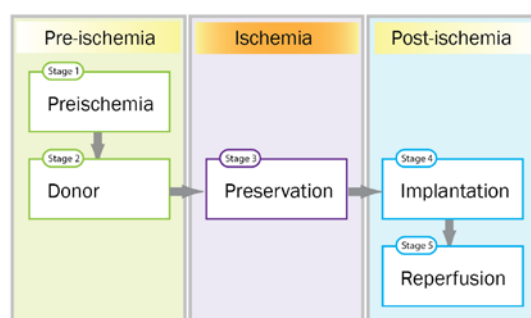 Pre-ischemia
Stage 1
Preischemia
Stage 2
Donor
Ischemia
Stage 3
Preservation
Post-ischemia
Stage 4
Implantation
Stage 5
Reperfusion